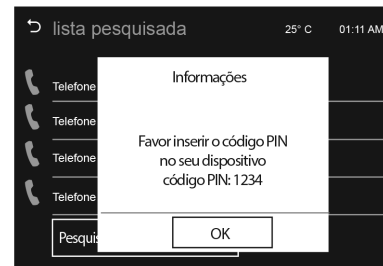 lista pesquisada 25° C 01:11 AM
Informações
Telefone
Telefone
Favor inserir o código PIN
no seu dispositivo
código PIN: 1234
Telefone
Telefone
OK